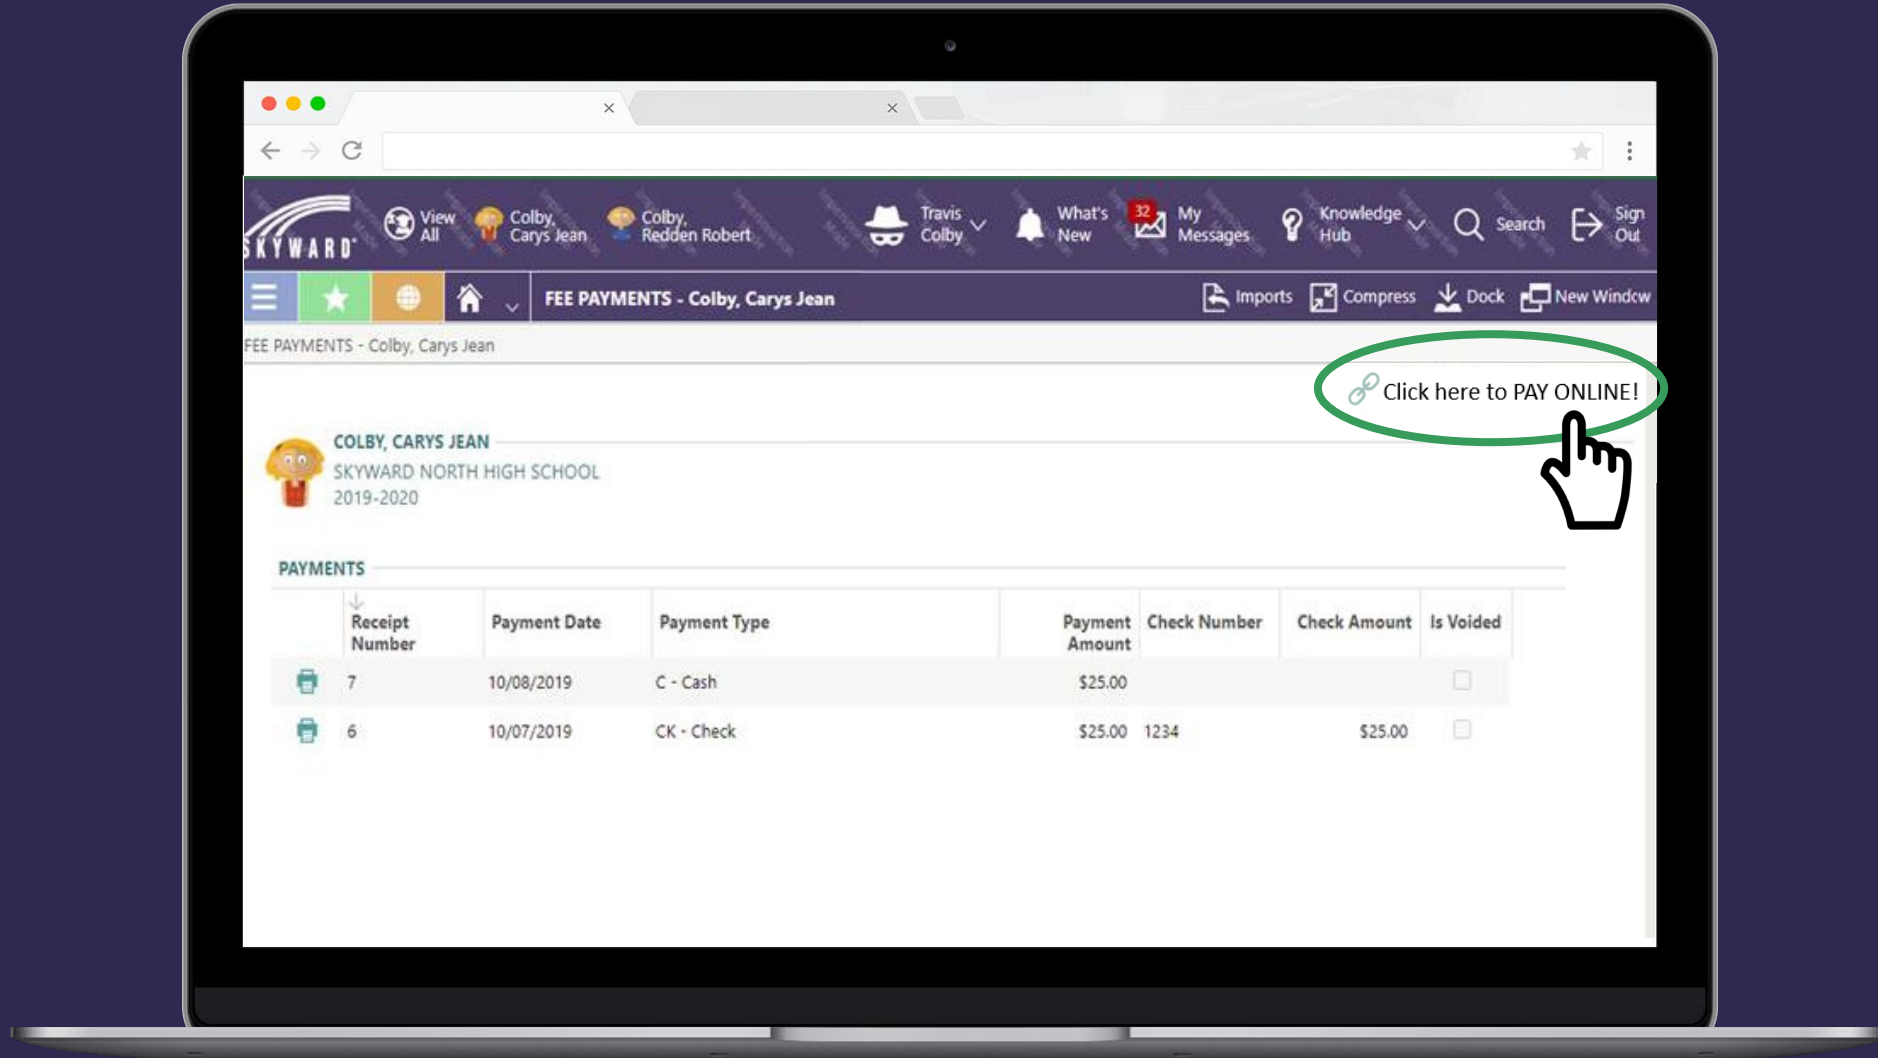 SKYWARD
View All
Colby, Carys Jean
Colby, Redden Robert
Travis Colby
What's New
32
My Messages
Knowledge Hub
Search
Sign Out
FEE PAYMENTS - Colby, Carys Jean
Imports
Compress
Dock
New Window
FEE PAYMENTS - Colby, Carys Jean
Click here to PAY ONLINE!
COLBY, CARYS JEAN
SKYWARD NORTH HIGH SCHOOL
2019-2020
PAYMENTS
Receipt Number Payment Date Payment Type Payment Amount Check Number Check Amount Is Voided
7 10/08/2019 C - Cash $25.00
6 10/07/2019 CK - Check $25.00 1234 $25.00